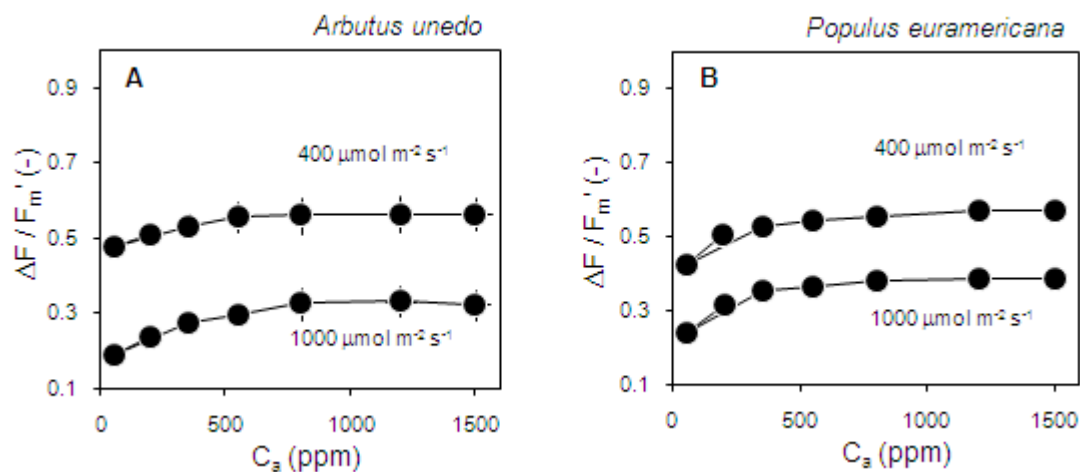 Arbutus unedo
A
400 μmol m⁻² s⁻¹
1000 μmol m⁻² s⁻¹
ΔF / Fm' (-)
0.9
0.7
0.5
0.3
0.1
0 500 1000 1500
Ca (ppm)
Populus euramericana
B
400 μmol m⁻² s⁻¹
1000 μmol m⁻² s⁻¹
ΔF / Fm' (-)
0.9
0.7
0.5
0.3
0.1
0 500 1000 1500
Ca (ppm)